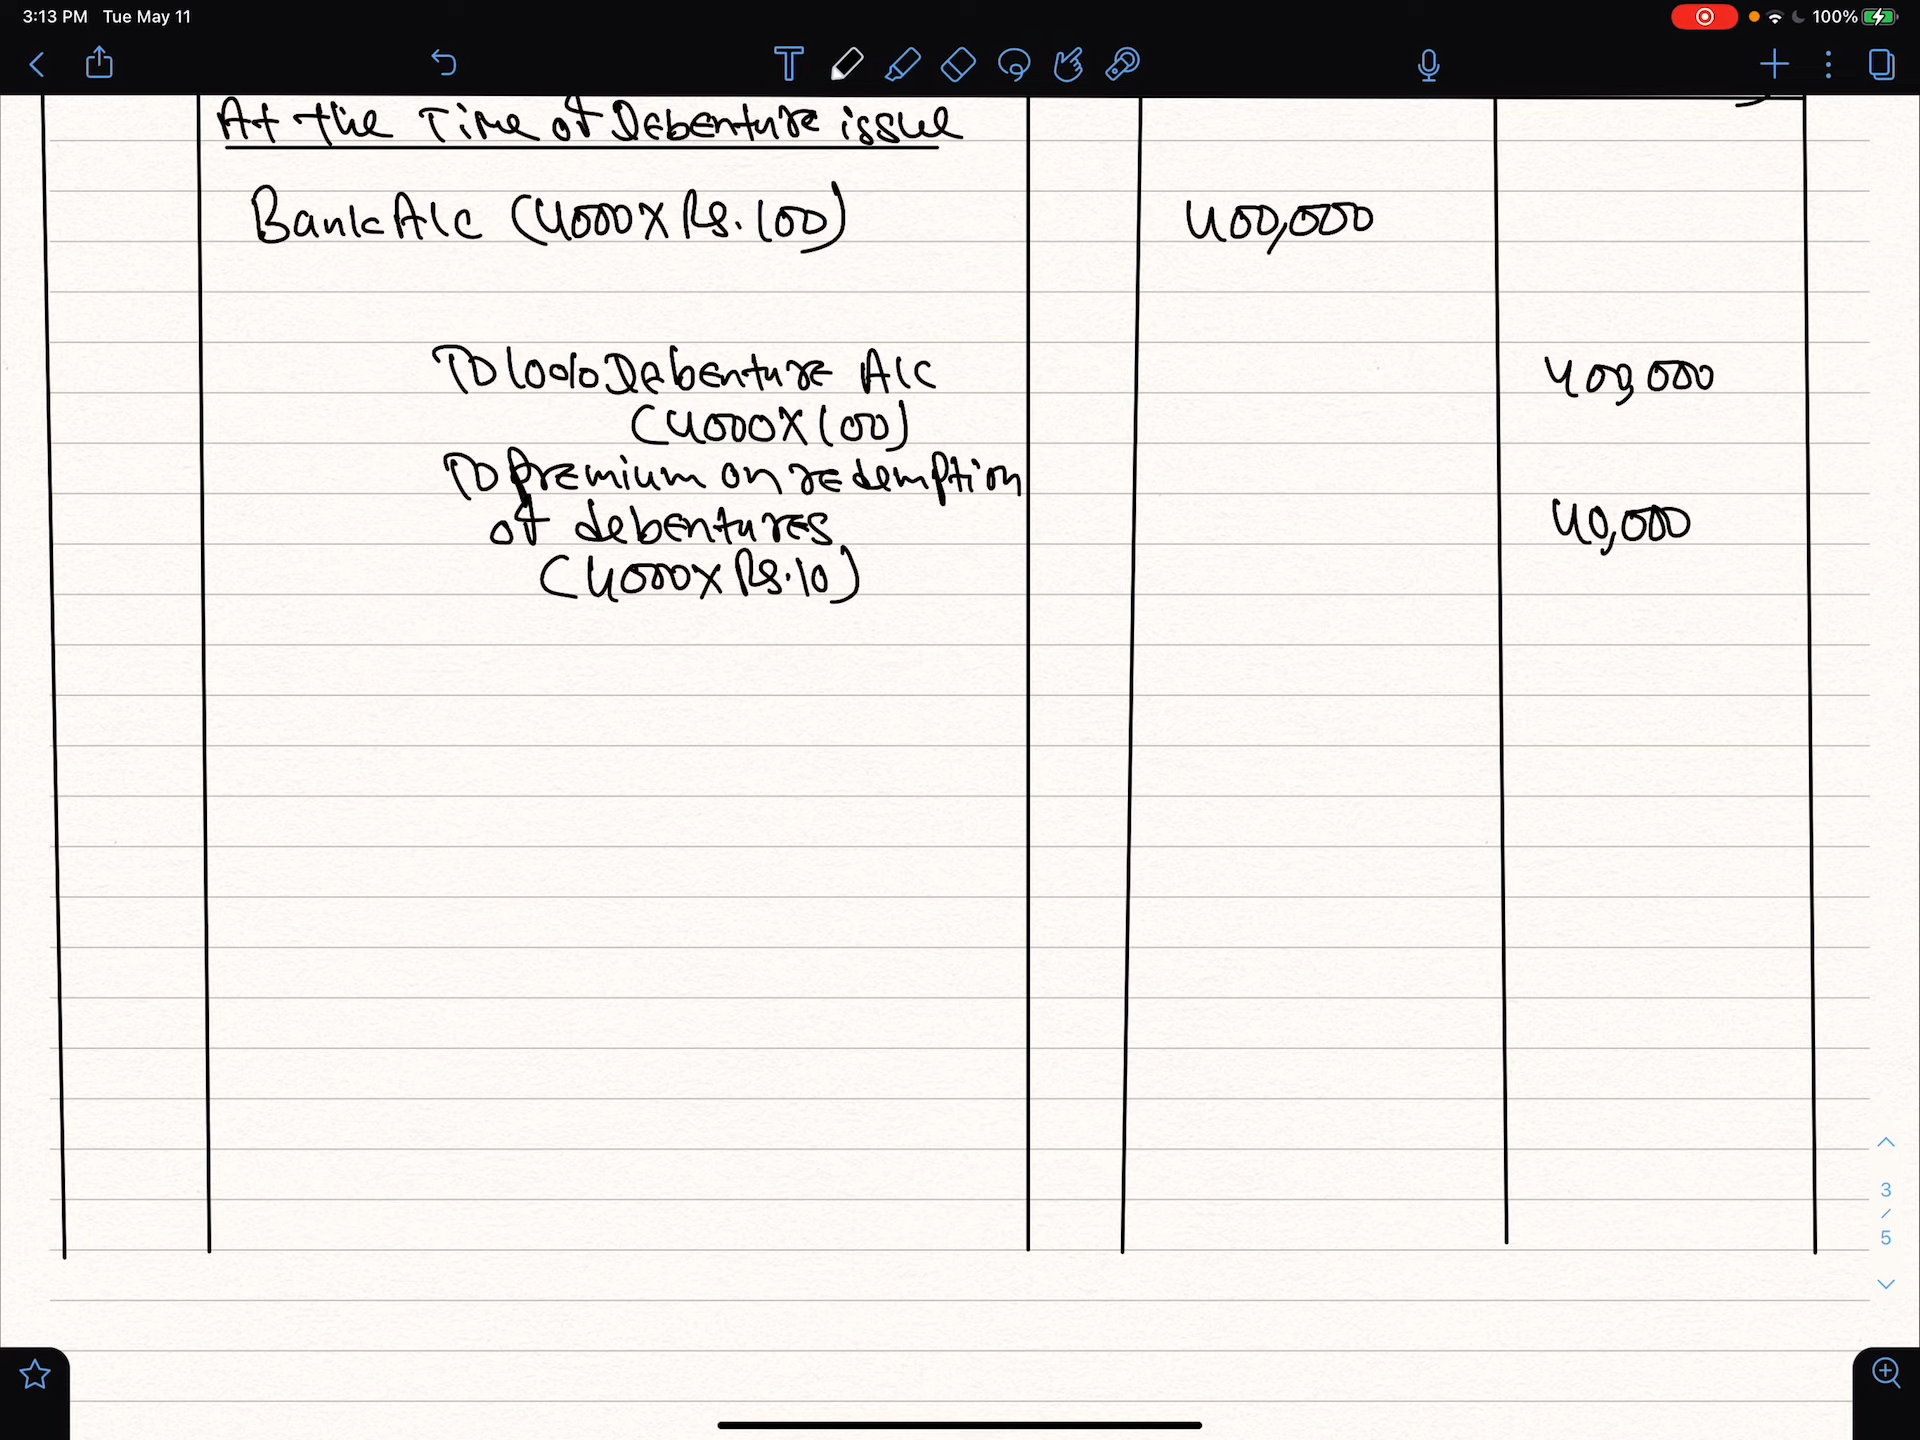 3:13 PM Tue May 11
100%
At the Time of Debenture issue
Bank A/c (4000 X Rs. 100) 400,000
To 10% Debenture A/c 400,000
(4000 X 100)
To premium on redemption
of debentures 40,000
(4000 X Rs. 10)
3
/
5